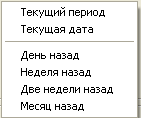 Текущий период
Текущая дата
День назад
Неделя назад
Две недели назад
Месяц назад